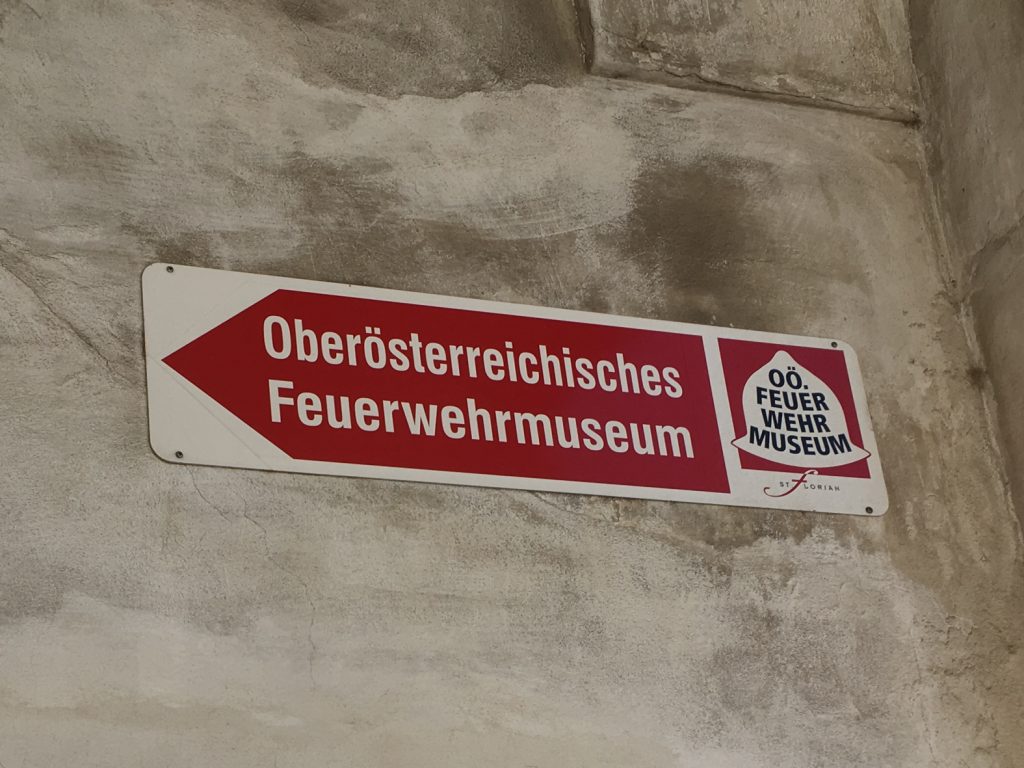 Oberösterreichisches
Feuerwehrmuseum
OÖ.
FEUER
WEHR
MUSEUM
ST. FLORIAN